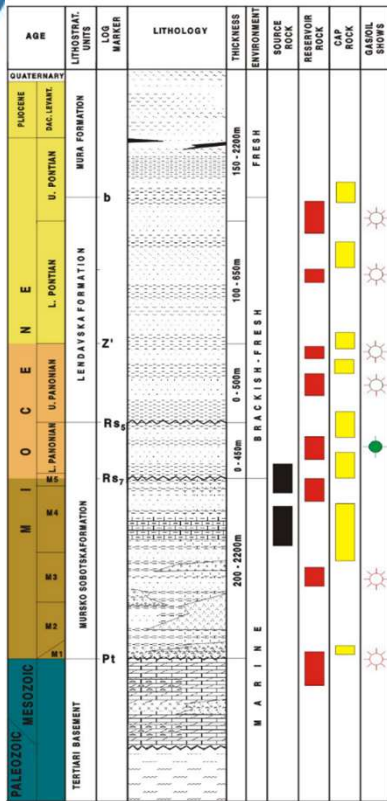 AGE
LITHOSTRAT. UNITS
LOG MARKER
LITHOLOGY
THICKNESS
ENVIRONMENT
SOURCE ROCK
RESERVOIR ROCK
CAP ROCK
GAS/OIL SHOWS
QUATERNARY
PLIOCENE
DAC. LEVANT.
MIOCENE
U. PONTIAN
L. PONTIAN
U. PANONIAN
L. PANONIAN
M5
M4
M3
M2
M1
PALEOZOIC
MESOZOIC
MURA FORMATION
LENDAVSKA FORMATION
MURSKO SOBOTSKAFORMATION
TERTIARI BASEMENT
b
Z'
Rs5
Rs7
Pt
150 - 2200m
100 - 650m
0 - 500m
0 - 450m
200 - 2200m
FRESH
BRACKISH - FRESH
MARINE